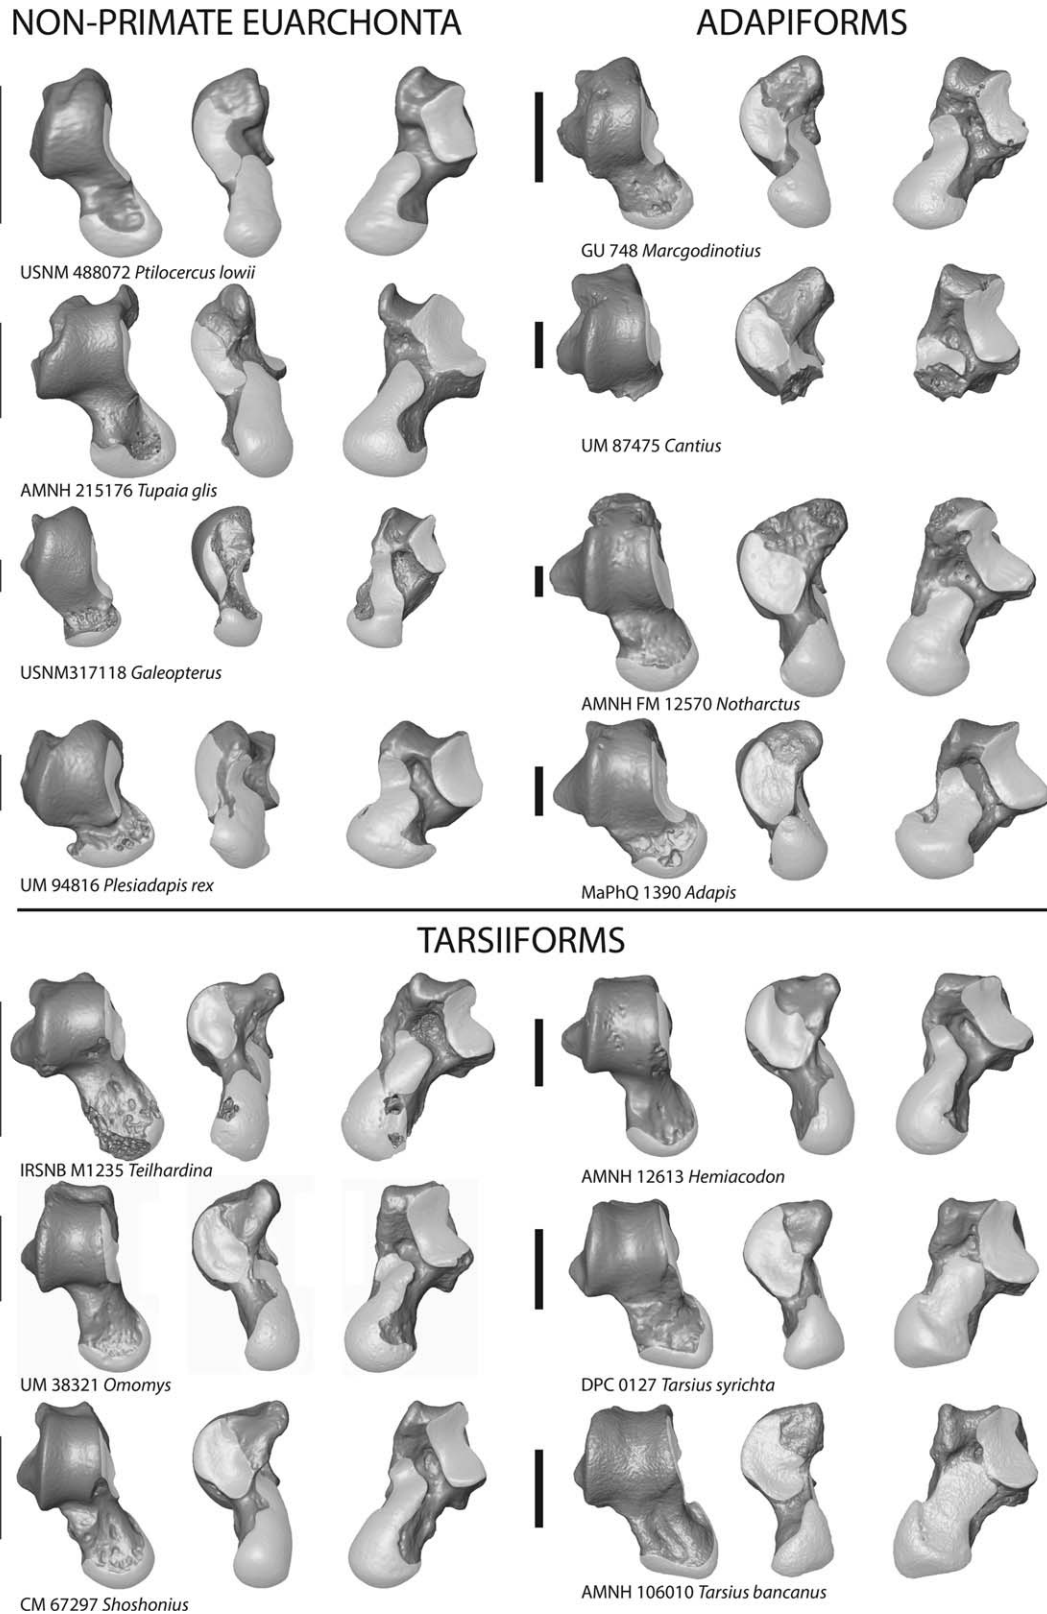 NON-PRIMATE EUARCHONTA
ADAPIFORMS
USNM 488072 Ptilocercus lowii
GU 748 Marcgodinotius
AMNH 215176 Tupaia glis
UM 87475 Cantius
USNM317118 Galeopterus
AMNH FM 12570 Notharctus
UM 94816 Plesiadapis rex
MaPhQ 1390 Adapis
TARSIIFORMS
IRSNB M1235 Teilhardina
AMNH 12613 Hemiacodon
UM 38321 Omomys
DPC 0127 Tarsius syrichta
CM 67297 Shoshonius
AMNH 106010 Tarsius bancanus